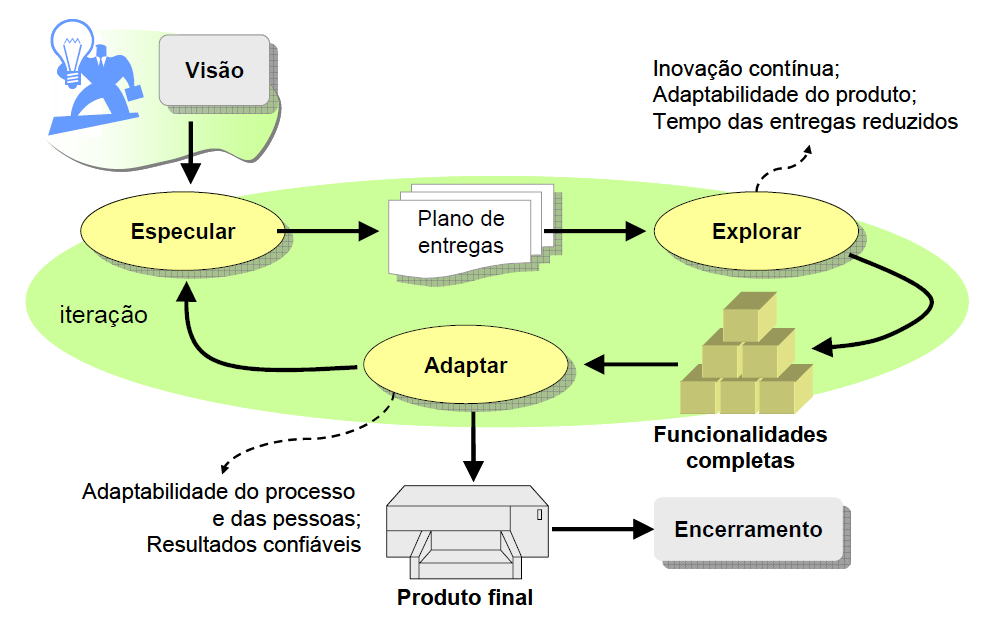 Visão
Inovação contínua;
Adaptabilidade do produto;
Tempo das entregas reduzidos
Especular
Plano de
entregas
Explorar
iteração
Adaptar
Funcionalidades
completas
Adaptabilidade do processo
e das pessoas;
Resultados confiáveis
Encerramento
Produto final